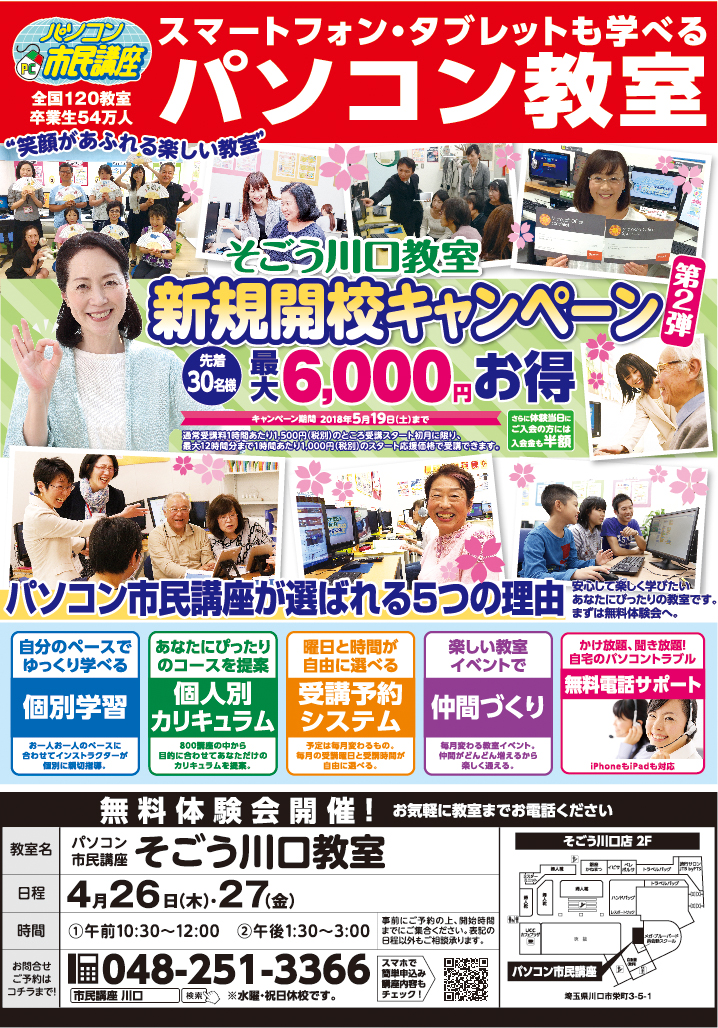 パソコン
市民講座
PC
全国120教室
卒業生54万人
スマートフォン・タブレットも学べる
パソコン教室
“笑顔があふれる楽しい教室”
そごう川口教室
新規開校キャンペーン
第2弾
先着
30名様
最大6,000円お得
キャンペーン期間 2018年5月19日(土)まで
通常受講料1時間あたり1,500円(税別)のところ受講スタート初月に限り、
最大12時間分まで1時間あたり1,000円(税別)のスタート応援価格で受講できます。
さらに体験当日に
ご入会の方には
入会金も半額
パソコン市民講座が選ばれる5つの理由
安心して楽しく学びたい
あなたにぴったりの教室です。
まずは無料体験会へ。
自分のペースで
ゆっくり学べる
個別学習
お一人お一人のペースに
合わせてインストラクターが
個別に親切指導。
あなたにぴったり
のコースを提案
個人別
カリキュラム
800講座の中から
目的に合わせてあなただけの
カリキュラムを提案。
曜日と時間が
自由に選べる
受講予約
システム
予定は毎月変わるもの。
毎月の受講曜日と受講時間が
自由に選べる。
楽しい教室
イベントで
仲間づくり
毎月変わる教室イベント。
仲間がどんどん増えるから
楽しく通える。
かけ放題、聞き放題!
自宅のパソコントラブル
無料電話サポート
iPhoneもiPadも対応
無料体験会開催! お気軽に教室までお電話ください
教室名
パソコン
市民講座
そごう川口教室
日程
4月26日(木)・27(金)
時間
①午前10:30〜12:00 ②午後1:30〜3:00
事前にご予約の上、開始時間
までにご集合ください。表記の
日程以外もご相談承ります。
お問合せ
ご予約は
コチラまで!
048-251-3366
市民講座 川口
検索
※水曜・祝日休校です。
スマホで
簡単申込み
講座内容も
チェック!
そごう川口店 2F
婦人靴
トラベルバッグ
トラベルバッグ
ハンドバッグ
婦人靴
UCC
カフェプラザ
パソコン市民講座
埼玉県川口市栄町3-5-1